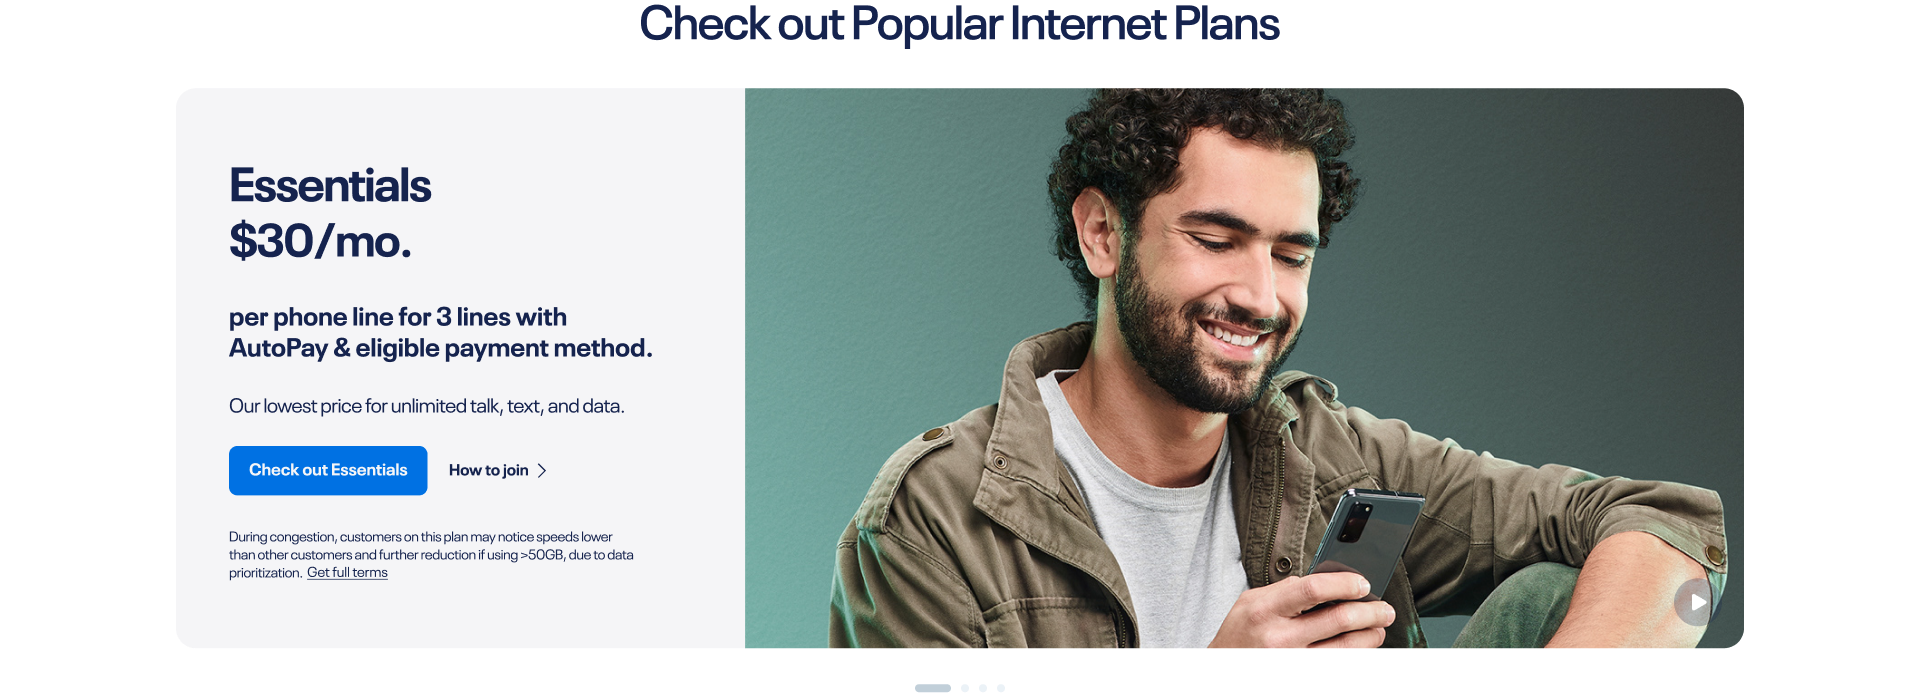 Check out Popular Internet Plans
Essentials
$30/mo.
per phone line for 3 lines with
AutoPay & eligible payment method.
Our lowest price for unlimited talk, text, and data.
Check out Essentials
How to join
During congestion, customers on this plan may notice speeds lower
than other customers and further reduction if using >50GB, due to data
prioritization. Get full terms